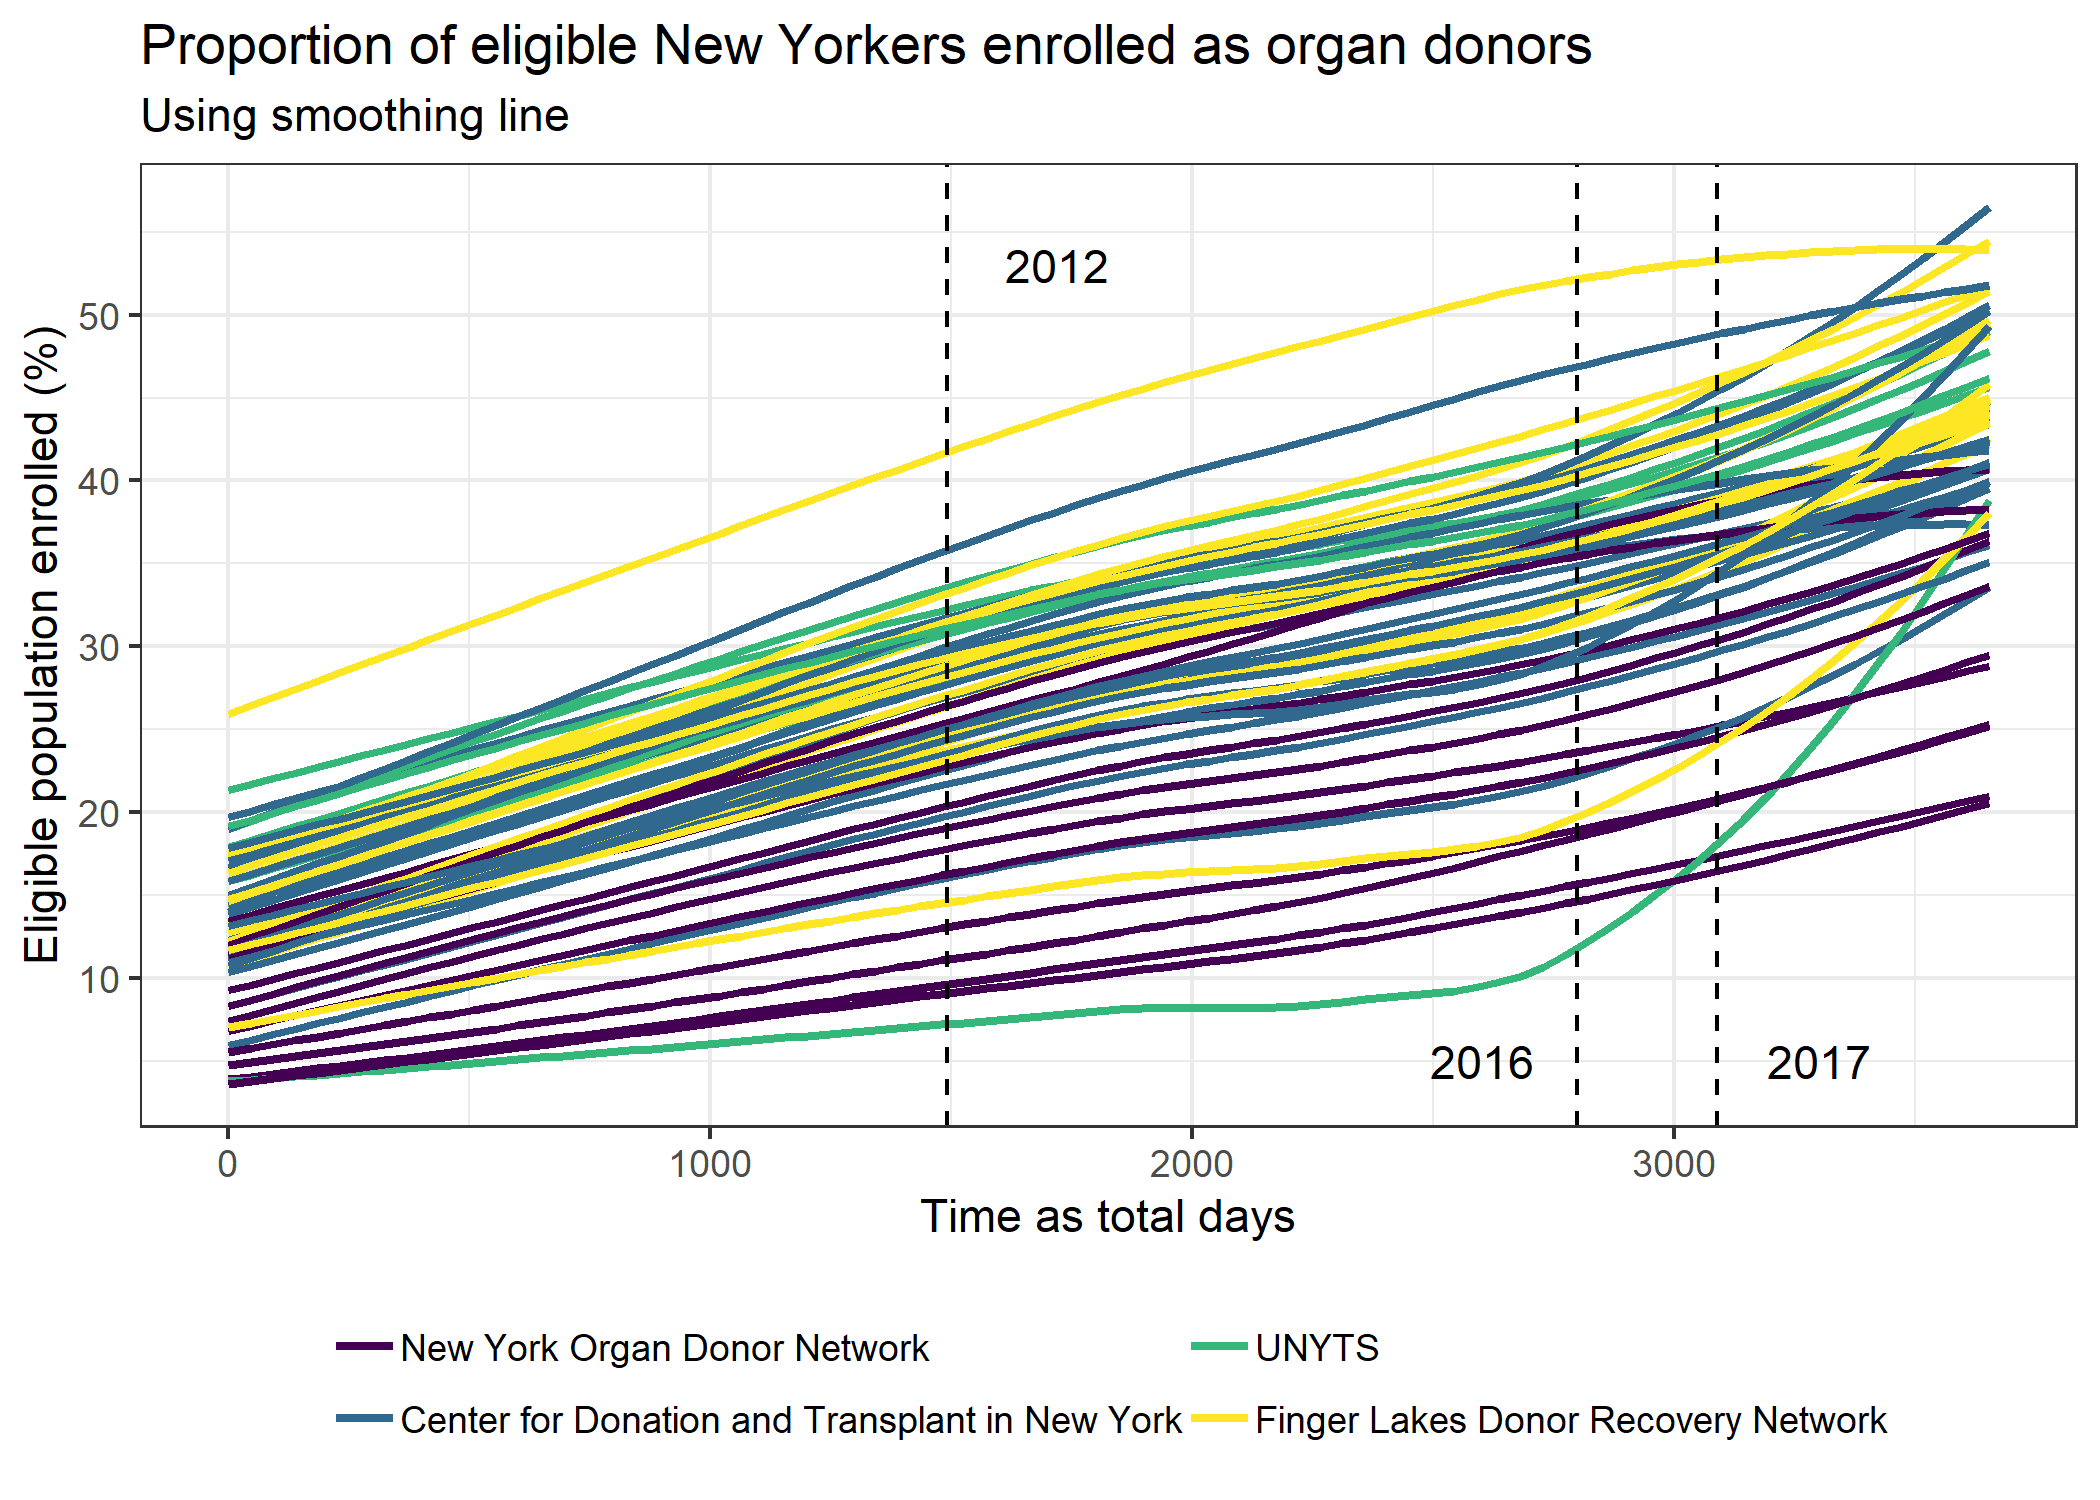 Proportion of eligible New Yorkers enrolled as organ donors
Using smoothing line
2012
50
40
30
20
10
Eligible population enrolled (%)
2016
2017
0 1000 2000 3000
Time as total days
New York Organ Donor Network
UNYTS
Center for Donation and Transplant in New York
Finger Lakes Donor Recovery Network